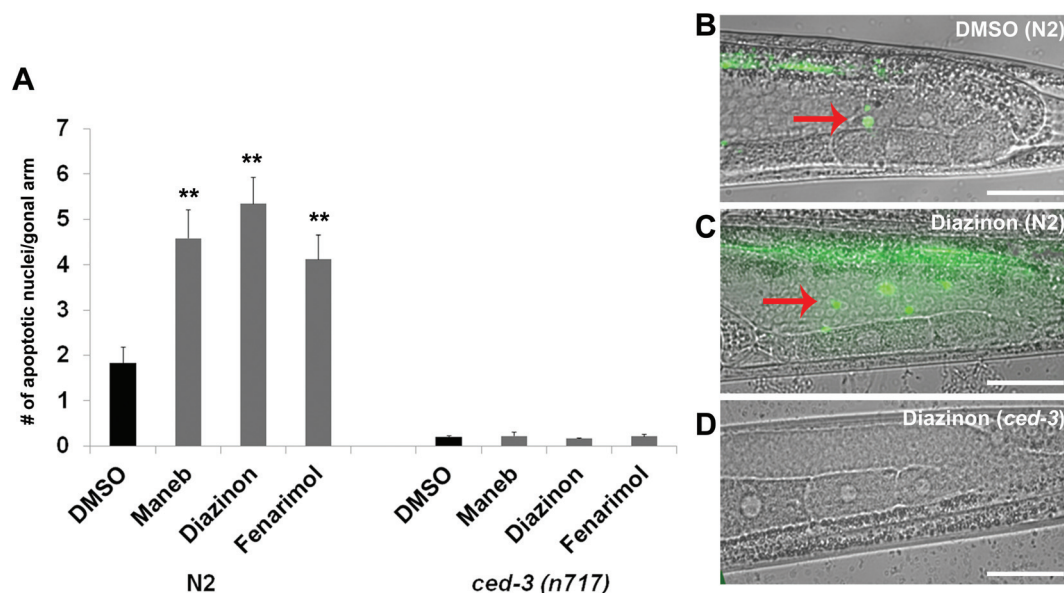 A
# of apoptotic nuclei/gonal arm
7
6
5
4
3
2
1
0
**
**
**
DMSO
Maneb
Diazinon
Fenarimol
DMSO
Maneb
Diazinon
Fenarimol
N2
ced-3 (n717)
B
DMSO (N2)
C
Diazinon (N2)
D
Diazinon (ced-3)